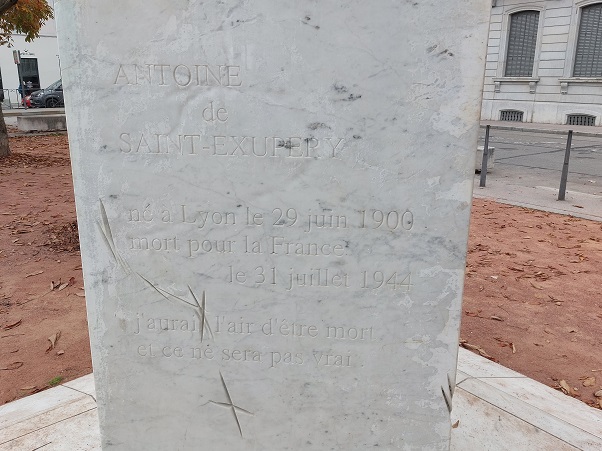 ANTOINE
de
SAINT-EXUPERY
né a Lyon le 29 juin 1900
mort pour la France
le 31 juillet 1944
j'aurai l'air d'être mort
et ce ne sera pas vrai